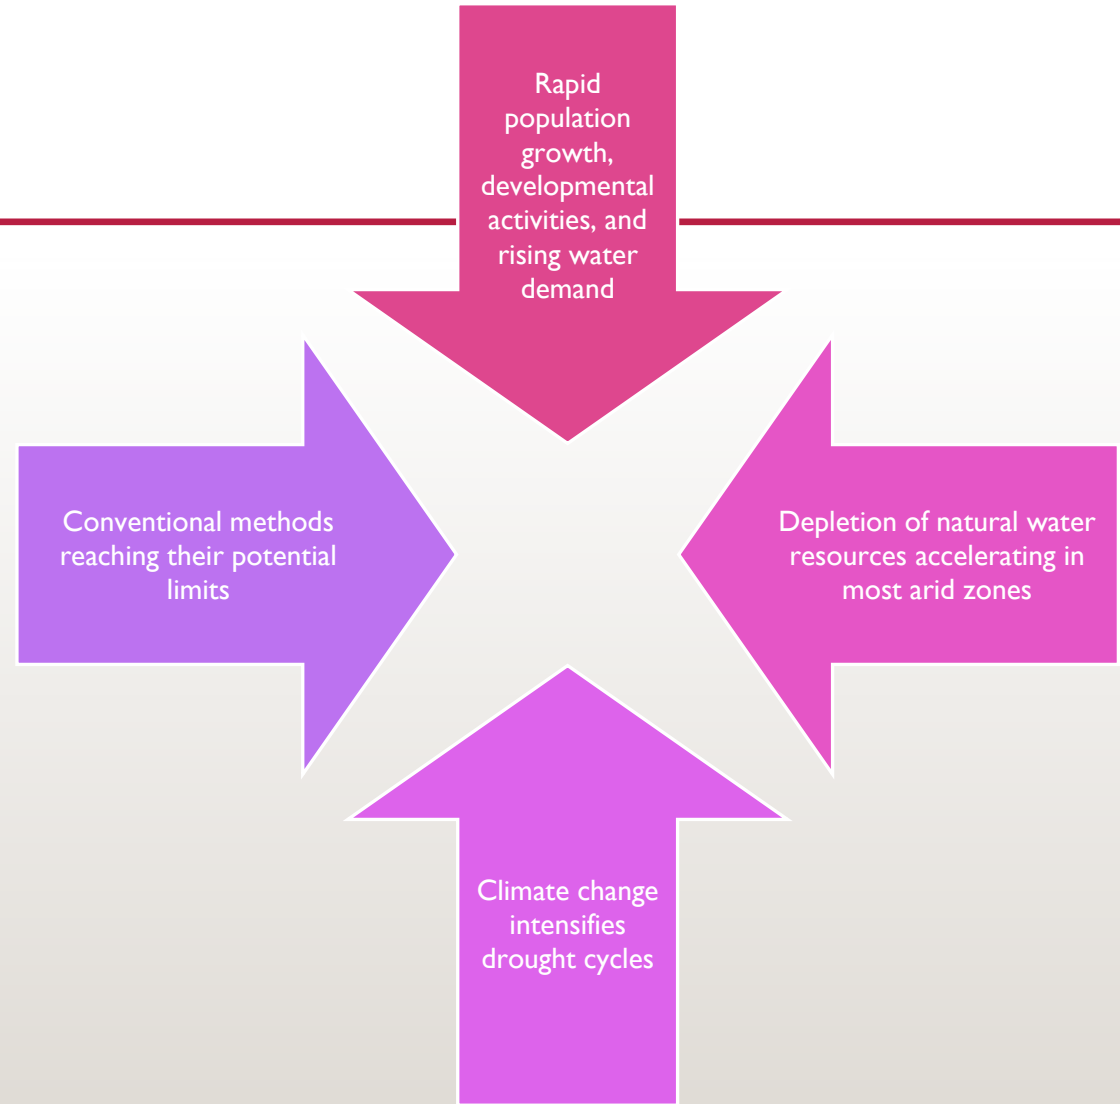 Rapid
population
growth,
developmental
activities, and
rising water
demand
Conventional methods
reaching their potential
limits
Depletion of natural water
resources accelerating in
most arid zones
Climate change
intensifies
drought cycles